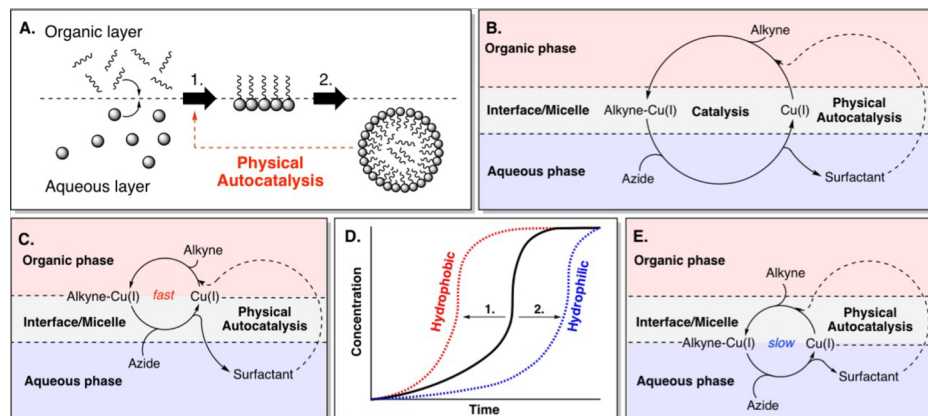 A.
Organic layer
1.
2.
Physical
Autocatalysis
Aqueous layer
B.
Organic phase
Alkyne
Interface/Micelle
Alkyne-Cu(I)
Catalysis
Cu(I)
Physical
Autocatalysis
Aqueous phase
Azide
Surfactant
C.
Organic phase
Alkyne
Alkyne-Cu(I)
fast
Cu(I)
Interface/Micelle
Physical
Autocatalysis
Azide
Aqueous phase
Surfactant
D.
Concentration
Hydrophobic
1.
2.
Hydrophilic
Time
E.
Organic phase
Alkyne
Interface/Micelle
Physical
Autocatalysis
Alkyne-Cu(I)
slow
Cu(I)
Aqueous phase
Azide
Surfactant